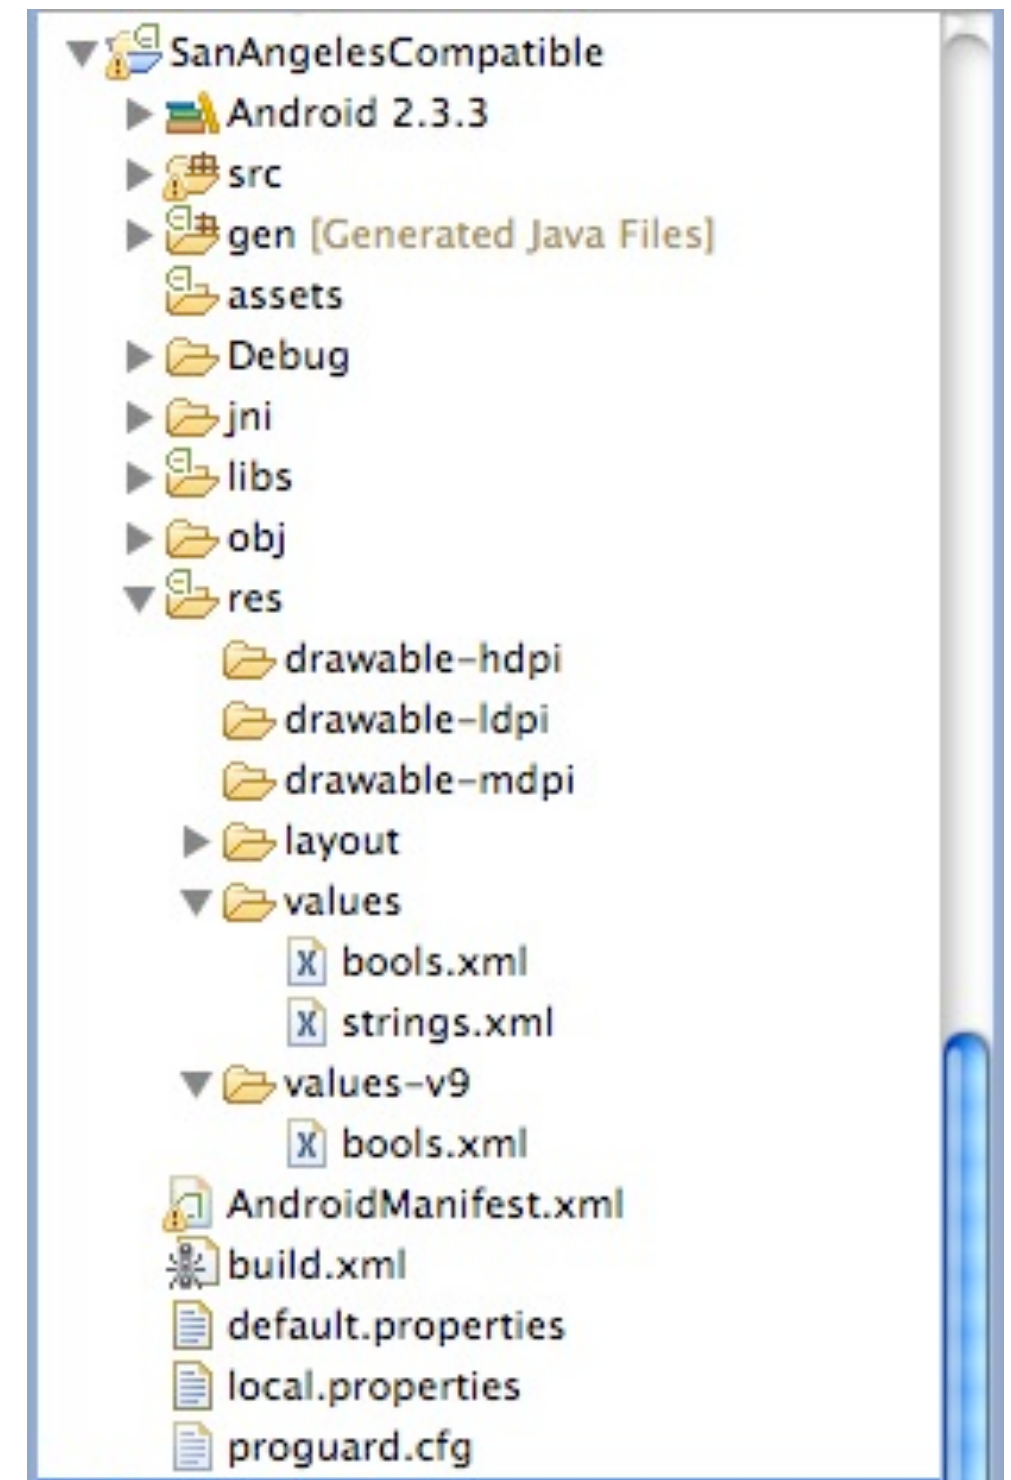 SanAngelesCompatible
Android 2.3.3
src
gen [Generated Java Files]
assets
Debug
jni
libs
obj
res
drawable-hdpi
drawable-ldpi
drawable-mdpi
layout
values
bools.xml
strings.xml
values-v9
bools.xml
AndroidManifest.xml
build.xml
default.properties
local.properties
proguard.cfg